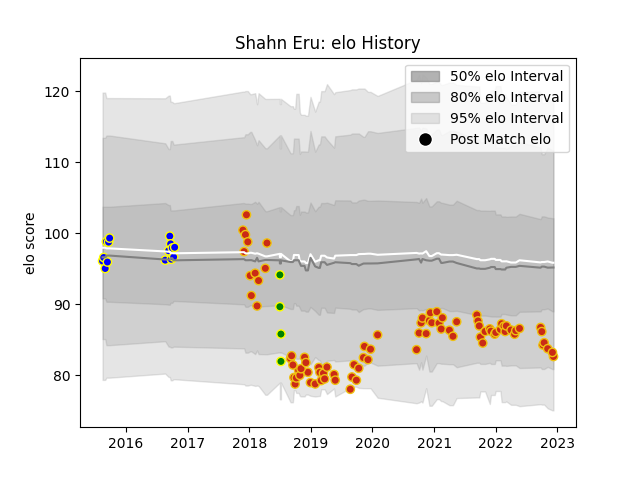 Shahn Eru: elo History
50% elo Interval
80% elo Interval
95% elo Interval
Post Match elo
elo score
120
110
100
90
80
2016 2017 2018 2019 2020 2021 2022 2023